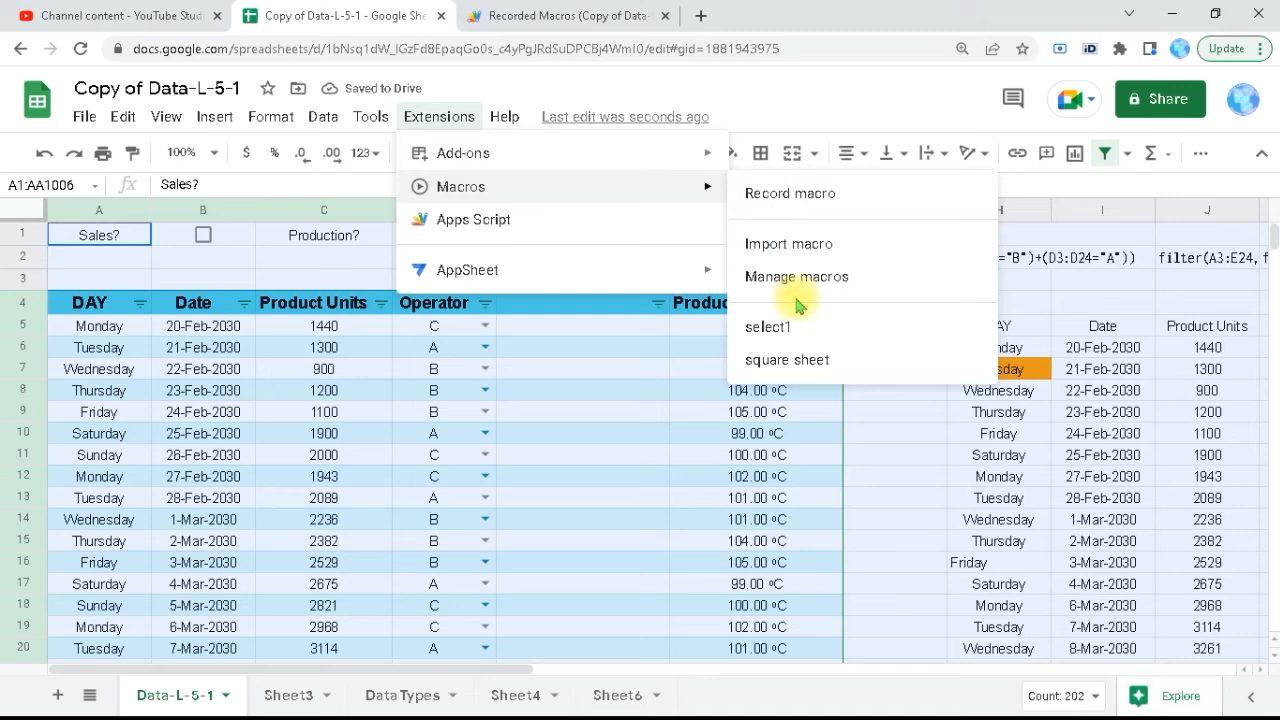 Channel content - YouTube Studi
Copy of Data-L-5-1 - Google She
Recorded Macros (Copy of Data-
docs.google.com/spreadsheets/d/1bNsq1dW_lGzFd8EpaqGo0s_c4yPgJRdSuDPCBj4WmI0/edit#gid=1881943975
Update
Copy of Data-L-5-1
Saved to Drive
File Edit View Insert Format Data Tools Extensions Help Last edit was seconds ago
Share
100% $ % .0 .00 123
Add-ons
Macros
Apps Script
AppSheet
Record macro
Import macro
Manage macros
select1
square sheet
A1:AA1006 fx Sales?
A B C H I J
1 Sales? Production?
2 ="B")+(D3:D24="A")) filter(A3:E24,
3
4 DAY Date Product Units Operator Produc
5 Monday 20-Feb-2030 1440 C AY Date Product Units
6 Tuesday 21-Feb-2030 1300 A nday 20-Feb-2030 1440
7 Wednesday 22-Feb-2030 900 B sday 21-Feb-2030 1300
8 Thursday 23-Feb-2030 1200 B 104.00 ºC Wednesday 22-Feb-2030 900
9 Friday 24-Feb-2030 1100 B 105.00 ºC Thursday 23-Feb-2030 1200
10 Saturday 25-Feb-2030 1900 A 99.00 ºC Friday 24-Feb-2030 1100
11 Sunday 26-Feb-2030 2000 C 100.00 ºC Saturday 25-Feb-2030 1900
12 Monday 27-Feb-2030 1943 C 102.00 ºC Sunday 26-Feb-2030 2000
13 Tuesday 28-Feb-2030 2089 A 101.00 ºC Monday 27-Feb-2030 1943
14 Wednesday 1-Mar-2030 2236 B 101.00 ºC Tuesday 28-Feb-2030 2089
15 Thursday 2-Mar-2030 2382 B 104.00 ºC Wednesday 1-Mar-2030 2236
16 Friday 3-Mar-2030 2529 B 105.00 ºC Thursday 2-Mar-2030 2382
17 Saturday 4-Mar-2030 2675 A 99.00 ºC Friday 3-Mar-2030 2529
18 Sunday 5-Mar-2030 2821 C 100.00 ºC Saturday 4-Mar-2030 2675
19 Monday 6-Mar-2030 2968 C 102.00 ºC Sunday 5-Mar-2030 2821
20 Tuesday 7-Mar-2030 3114 A 101.00 ºC Monday 6-Mar-2030 2968
Tuesday 7-Mar-2030 3114
Wednesday 8-Mar-2030 3261
Data-L-5-1 Sheet3 Data Types Sheet4 Sheet6 Count: 202 Explore